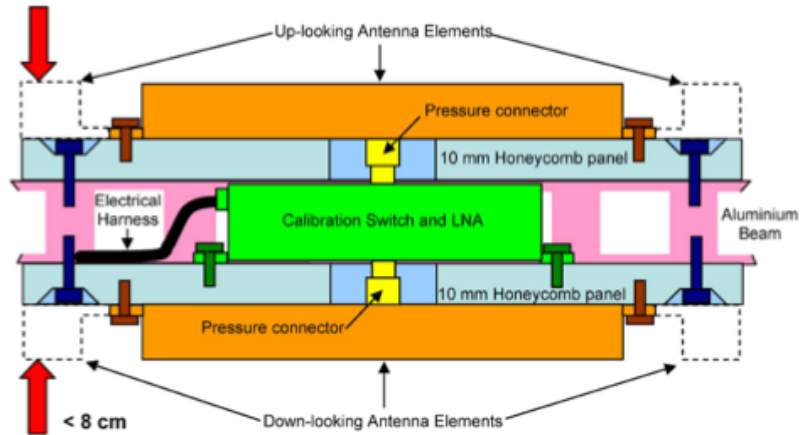 Up-looking Antenna Elements
Pressure connector
10 mm Honeycomb panel
Electrical
Harness
Calibration Switch and LNA
Aluminium
Beam
10 mm Honeycomb panel
Pressure connector
< 8 cm
Down-looking Antenna Elements